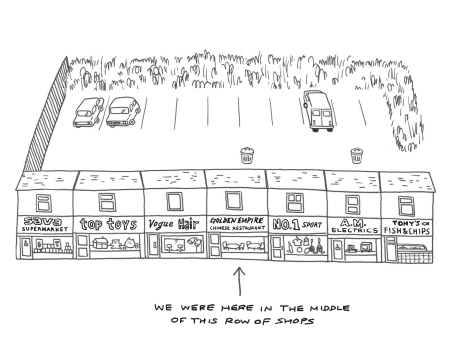 Sava
SUPERMARKET
top toys
Vogue Hair
GOLDEN EMPIRE
CHINESE RESTAURANT
NO.1 SPORT
A.M.
ELECTRICS
TONY'S
FISH & CHIPS
WE WERE HERE IN THE MIDDLE
OF THIS ROW OF SHOPS